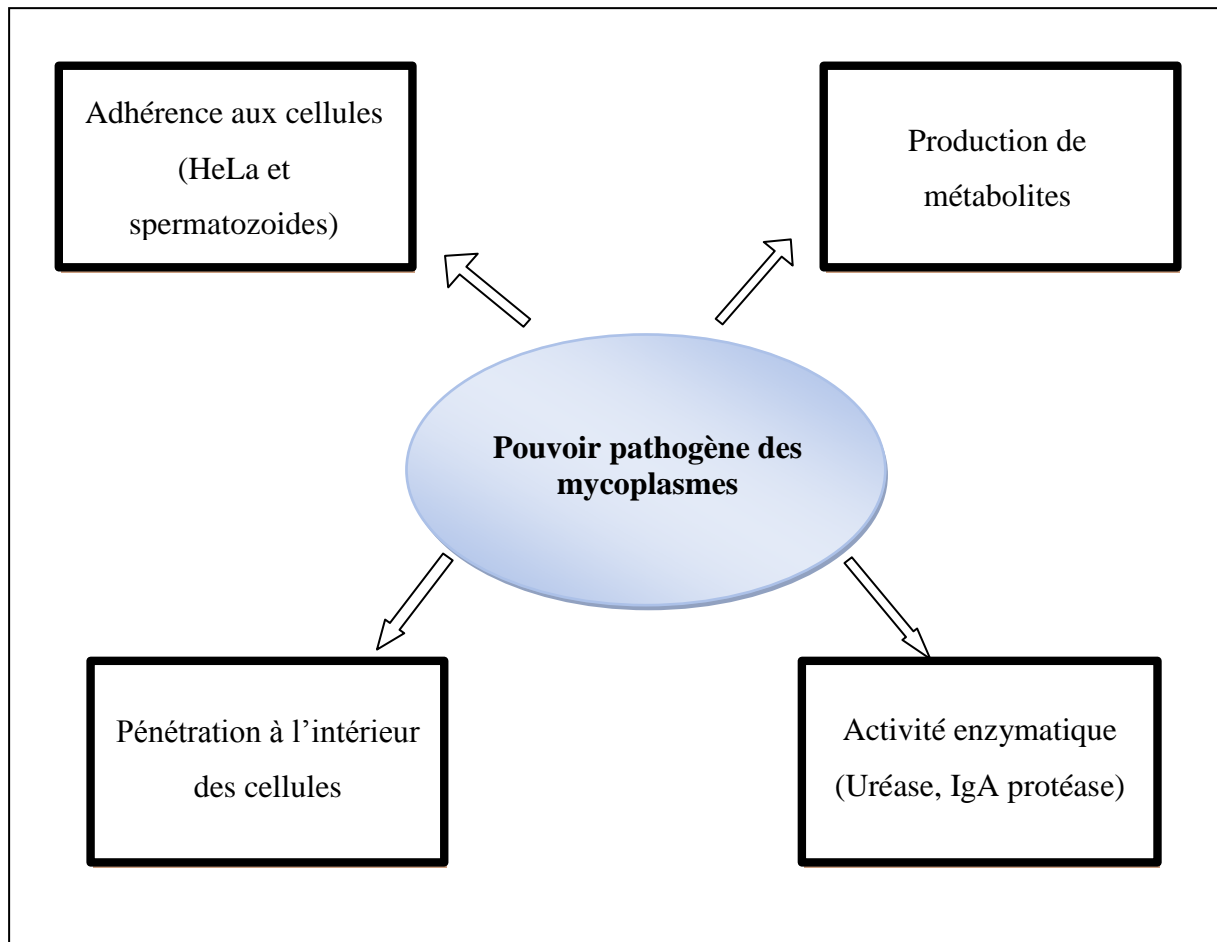 Adhérence aux cellules
(HeLa et
spermatozoides)
Production de
métabolites
Pouvoir pathogène des
mycoplasmes
Pénétration à l’intérieur
des cellules
Activité enzymatique
(Uréase, IgA protéase)